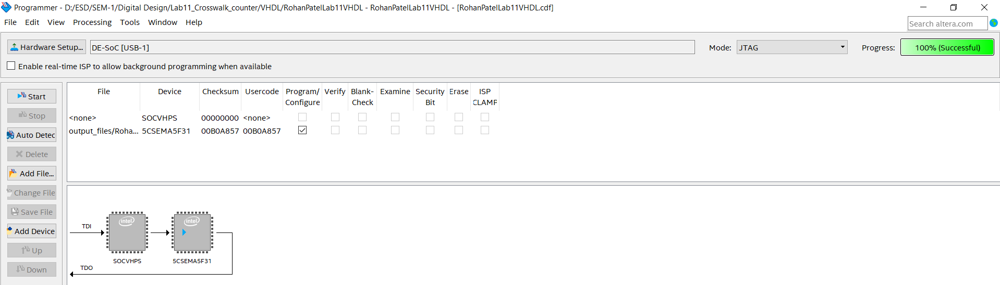 Programmer - D:/ESD/SEM-1/Digital Design/Lab11_Crosswalk_counter/VHDL/RohanPatelLab11VHDL - RohanPatelLab11VHDL - [RohanPatelLab11VHDL.cdf]
File Edit View Processing Tools Window Help
Search altera.com
Hardware Setup... DE-SoC [USB-1] Mode: JTAG Progress: 100% (Successful)
Enable real-time ISP to allow background programming when available
Start
Stop
Auto Detec
Delete
Add File...
Change File
Save File
Add Device
Up
Down
File Device Checksum Usercode Program/ Verify Blank- Examine Security Erase ISP
Configure Check Bit CLAMP
<none> SOCVHPS 00000000 <none>
output_files/Roha... 5CSEMA5F31 00B0A857 00B0A857
intel intel
TDI
SOCVHPS 5CSEMA5F31
TDO